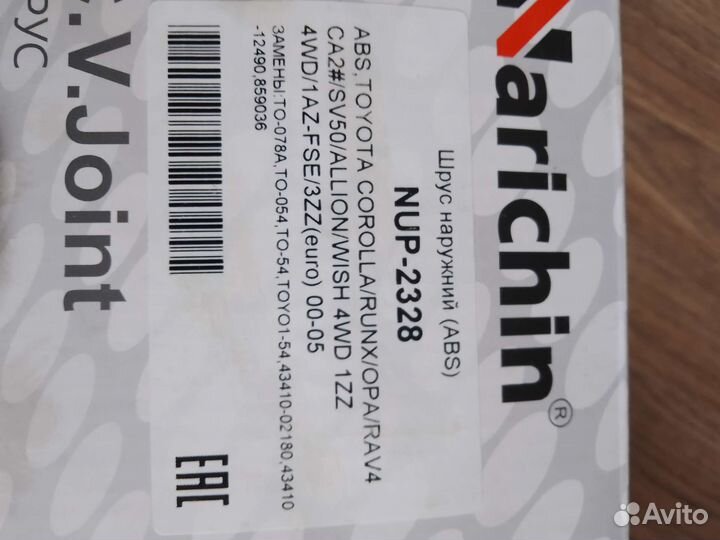 Narichin®
Шрус наружний (ABS)
NUP-2328
ABS,TOYOTA COROLLA/RUNX/OPA/RAV4
CA2#/SV50/ALLION/WISH 4WD 1ZZ
4WD/1AZ-FSE/3ZZ(euro) 00-05
ЗАМЕНЫ:TO-078A,TO-054,TO-54,TOYO1-54,43410-02180,43410
-12490,859036
EAC
.V.Joint
РУС
Avito